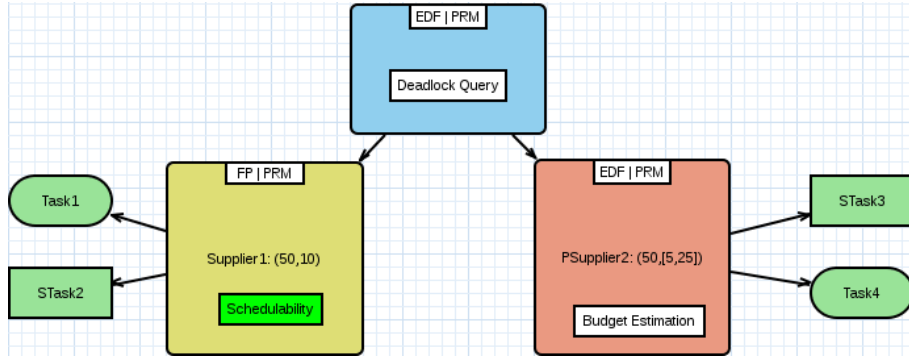 EDF | PRM
Deadlock Query
FP | PRM
EDF | PRM
Task1
STask3
Supplier1: (50,10)
PSupplier2: (50,[5,25])
STask2
Task4
Schedulability
Budget Estimation